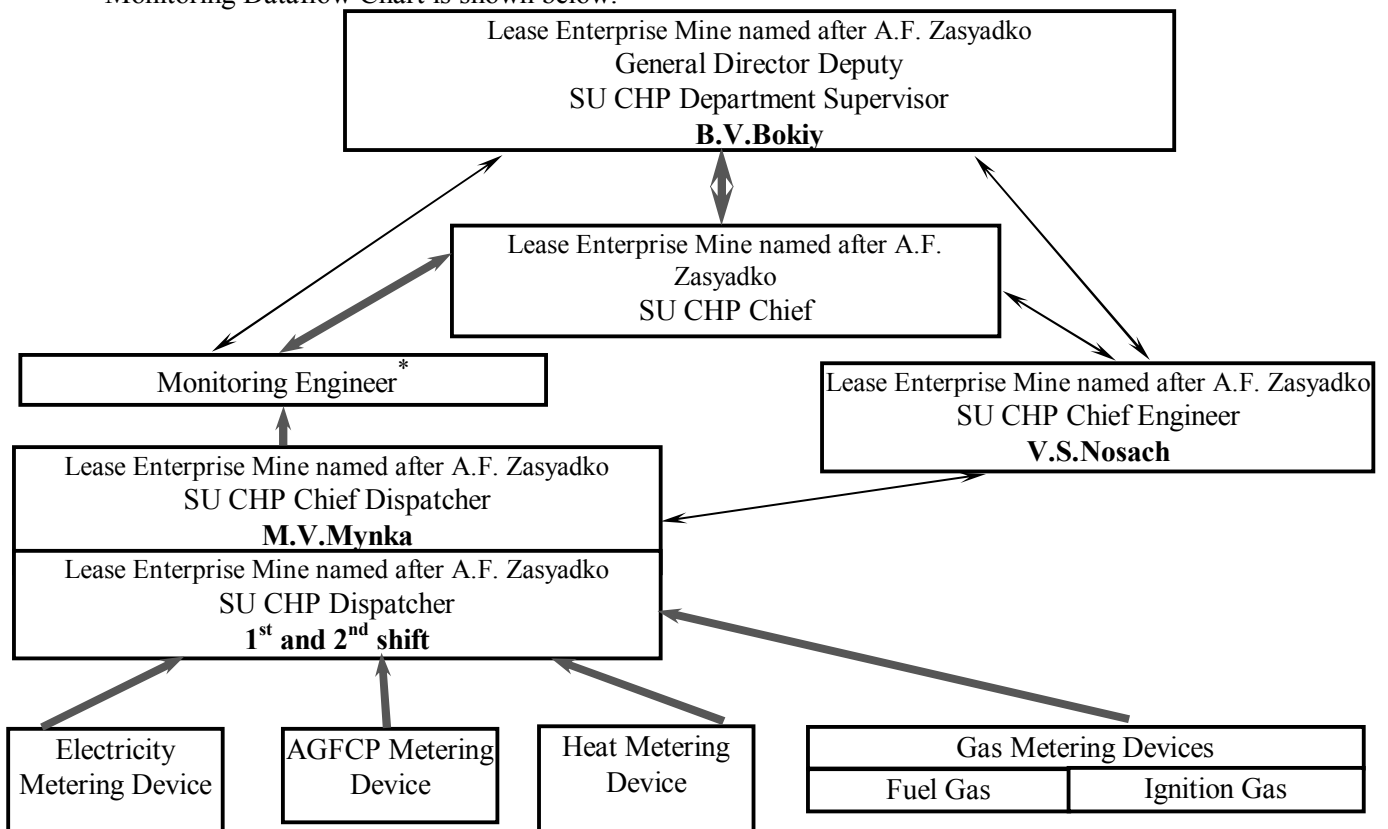 Monitoring Dataflow Chart is shown below.
Lease Enterprise Mine named after A.F. Zasyadko
General Director Deputy
SU CHP Department Supervisor
B.V.Bokiy
Lease Enterprise Mine named after A.F.
Zasyadko
SU CHP Chief
Monitoring Engineer*
Lease Enterprise Mine named after A.F. Zasyadko
SU CHP Chief Engineer
V.S.Nosach
Lease Enterprise Mine named after A.F. Zasyadko
SU CHP Chief Dispatcher
M.V.Mynka
Lease Enterprise Mine named after A.F. Zasyadko
SU CHP Dispatcher
1st and 2nd shift
Electricity
Metering Device
AGFCP Metering
Device
Heat Metering
Device
Gas Metering Devices
Fuel Gas
Ignition Gas